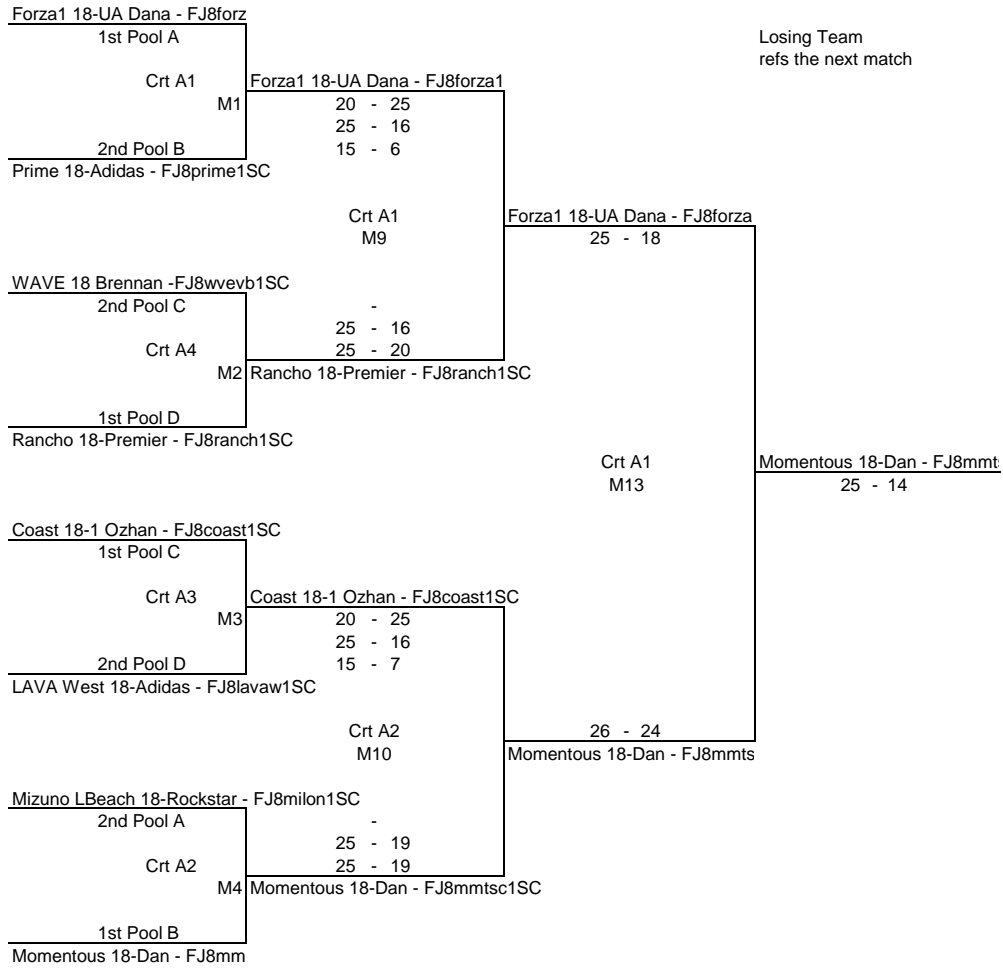 Forza1 18-UA Dana - FJ8forz
1st Pool A
Losing Team
refs the next match
Crt A1
Forza1 18-UA Dana - FJ8forza1
M1
20 - 25
25 - 16
2nd Pool B
15 - 6
Prime 18-Adidas - FJ8prime1SC
Crt A1
Forza1 18-UA Dana - FJ8forza
M9
25 - 18
WAVE 18 Brennan -FJ8wvevb1SC
2nd Pool C
-
25 - 16
Crt A4
25 - 20
M2
Rancho 18-Premier - FJ8ranch1SC
1st Pool D
Rancho 18-Premier - FJ8ranch1SC
Crt A1
Momentous 18-Dan - FJ8mmts
M13
25 - 14
Coast 18-1 Ozhan - FJ8coast1SC
1st Pool C
Crt A3
Coast 18-1 Ozhan - FJ8coast1SC
M3
20 - 25
25 - 16
2nd Pool D
15 - 7
LAVA West 18-Adidas - FJ8lavaw1SC
Crt A2
26 - 24
M10
Momentous 18-Dan - FJ8mmts
Mizuno LBeach 18-Rockstar - FJ8milon1SC
2nd Pool A
-
25 - 19
Crt A2
25 - 19
M4
Momentous 18-Dan - FJ8mmtsc1SC
1st Pool B
Momentous 18-Dan - FJ8mm